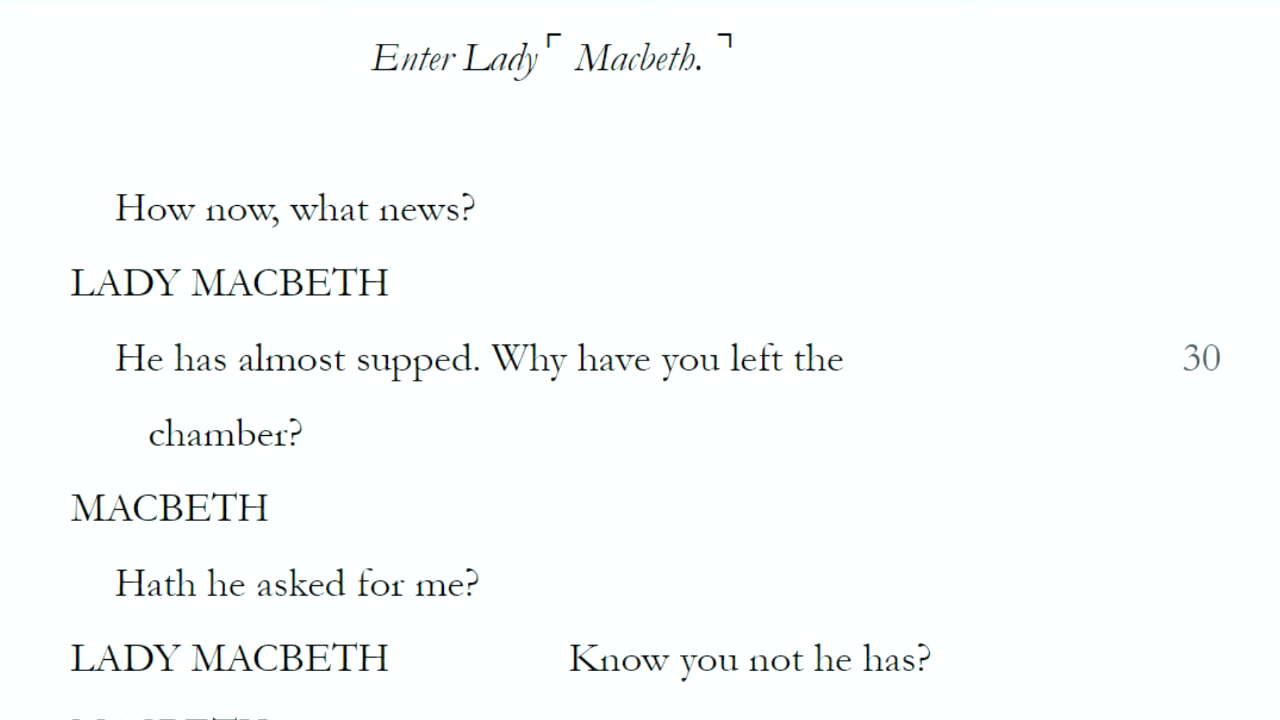 Enter Lady ⌜Macbeth.⌝
How now, what news?
LADY MACBETH
He has almost supped. Why have you left the 30
chamber?
MACBETH
Hath he asked for me?
LADY MACBETH Know you not he has?